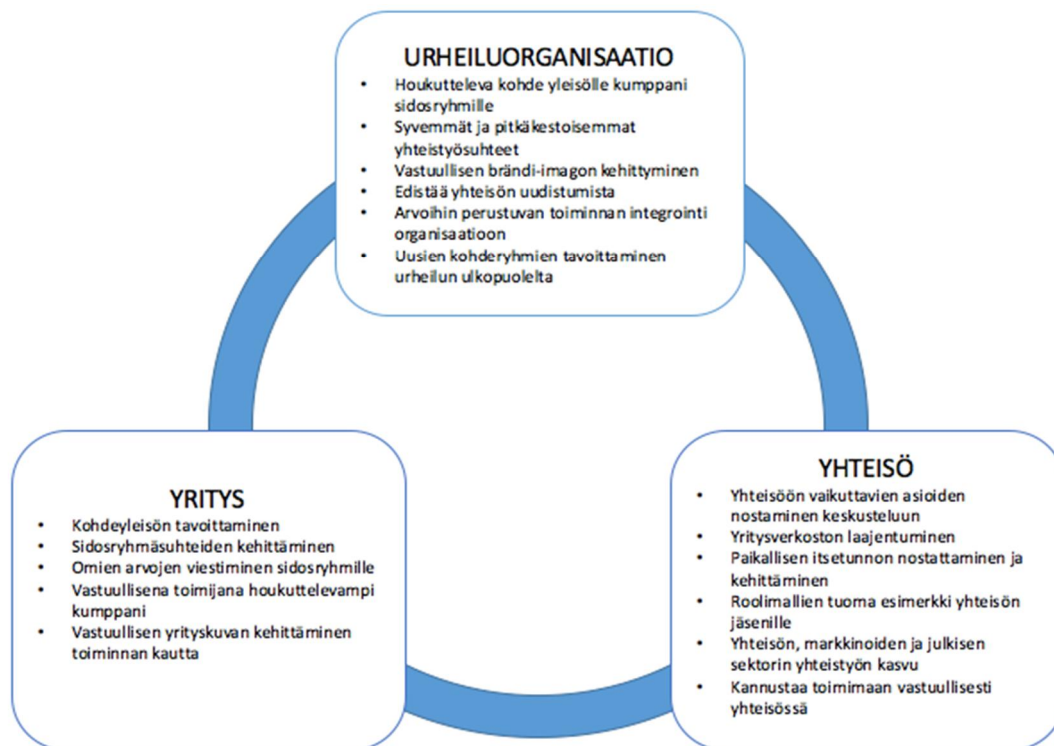 URHEILUORGANISAATIO
• Houkutteleva kohde yleisölle kumppani
sidosryhmille
• Syvemmät ja pitkäkestoisemmat
yhteistyösuhteet
• Vastuullisen brändi-imagon kehittyminen
• Edistää yhteisön uudistumista
• Arvoihin perustuvan toiminnan integrointi
organisaatioon
• Uusien kohderyhmien tavoittaminen
urheilun ulkopuolelta
YRITYS
• Kohdeyleisön tavoittaminen
• Sidosryhmäsuhteiden kehittäminen
• Omien arvojen viestiminen sidosryhmille
• Vastuullisena toimijana houkuttelevampi
kumppani
• Vastuullisen yrityskuvan kehittäminen
toiminnan kautta
YHTEISÖ
• Yhteisöön vaikuttavien asioiden
nostaminen keskusteluun
• Yritysverkoston laajentuminen
• Paikallisen itsetunnon nostattaminen ja
kehittäminen
• Roolimallien tuoma esimerkki yhteisön
jäsenille
• Yhteisön, markkinoiden ja julkisen
sektorin yhteistyön kasvu
• Kannustaa toimimaan vastuullisesti
yhteisössä